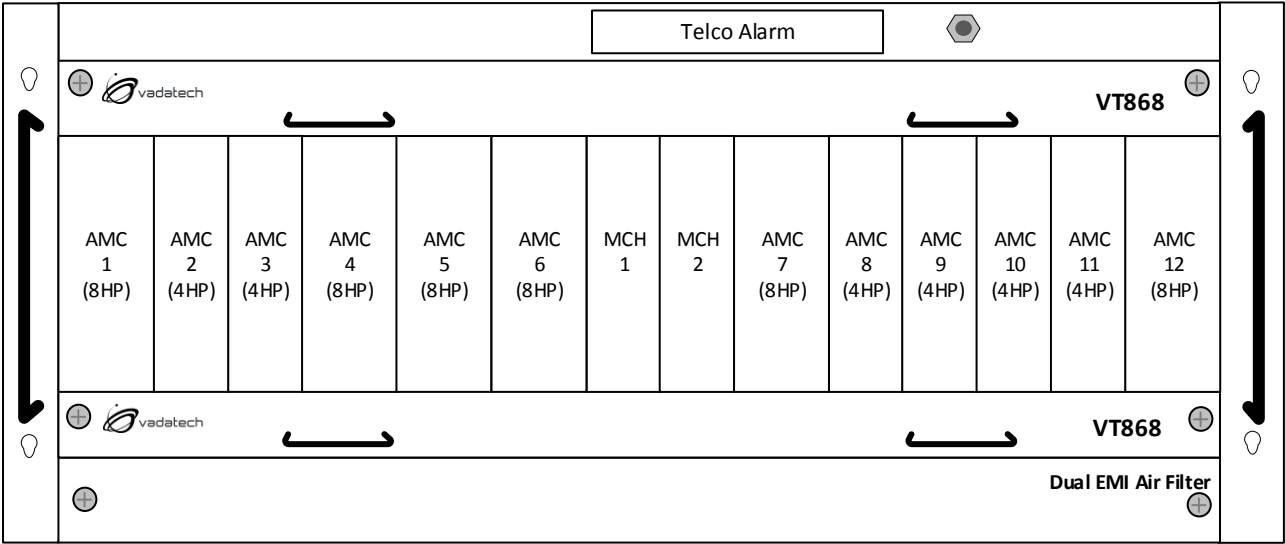 Telco Alarm
vadatech
VT868
AMC
1
(8HP)
AMC
2
(4HP)
AMC
3
(4HP)
AMC
4
(8HP)
AMC
5
(8HP)
AMC
6
(8HP)
MCH
1
MCH
2
AMC
7
(8HP)
AMC
8
(4HP)
AMC
9
(4HP)
AMC
10
(4HP)
AMC
11
(4HP)
AMC
12
(8HP)
vadatech
VT868
Dual EMI Air Filter